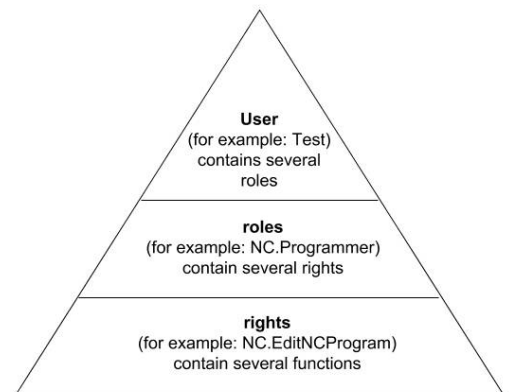 User
(for example: Test)
contains several
roles
roles
(for example: NC.Programmer)
contain several rights
rights
(for example: NC.EditNCProgram)
contain several functions